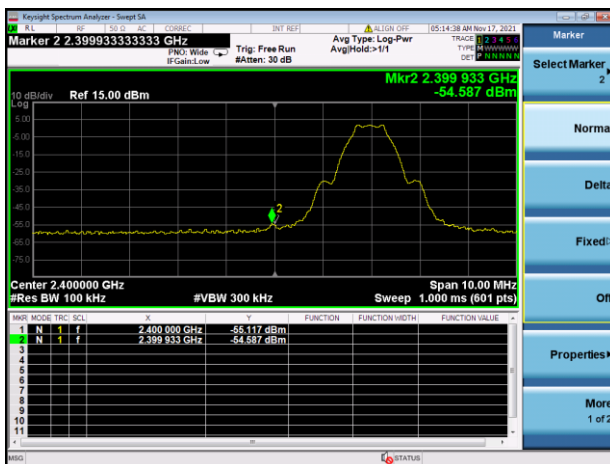 Keysight Spectrum Analyzer - Swept SA
RL RF 50 Ω AC CORREC INT REF ALIGN OFF 05:14:38 AM Nov 17, 2021
Marker 2 2.399933333333 GHz
PNO: Wide
IFGain:Low
Trig: Free Run
#Atten: 30 dB
Avg Type: Log-Pwr
Avg|Hold:>1/1
TRACE 1 2 3 4 5 6
TYPE M W W W W W
DET P N N N N N
Mkr2 2.399 933 GHz
-54.587 dBm
10 dB/div Ref 15.00 dBm
Log
5.00
-5.00
-15.0
-25.0
-35.0
-45.0
-55.0
-65.0
-75.0
2
Center 2.400000 GHz Span 10.00 MHz
#Res BW 100 kHz #VBW 300 kHz Sweep 1.000 ms (601 pts)
MKR MODE TRC SCL X Y FUNCTION FUNCTION WIDTH FUNCTION VALUE
1 N 1 f 2.400 000 GHz -55.117 dBm
2 N 1 f 2.399 933 GHz -54.587 dBm
3
4
5
6
7
8
9
10
11
MSG STATUS
Marker
Select Marker
2
Norma
Delta
Fixed
Off
Properties
More
1 of 2